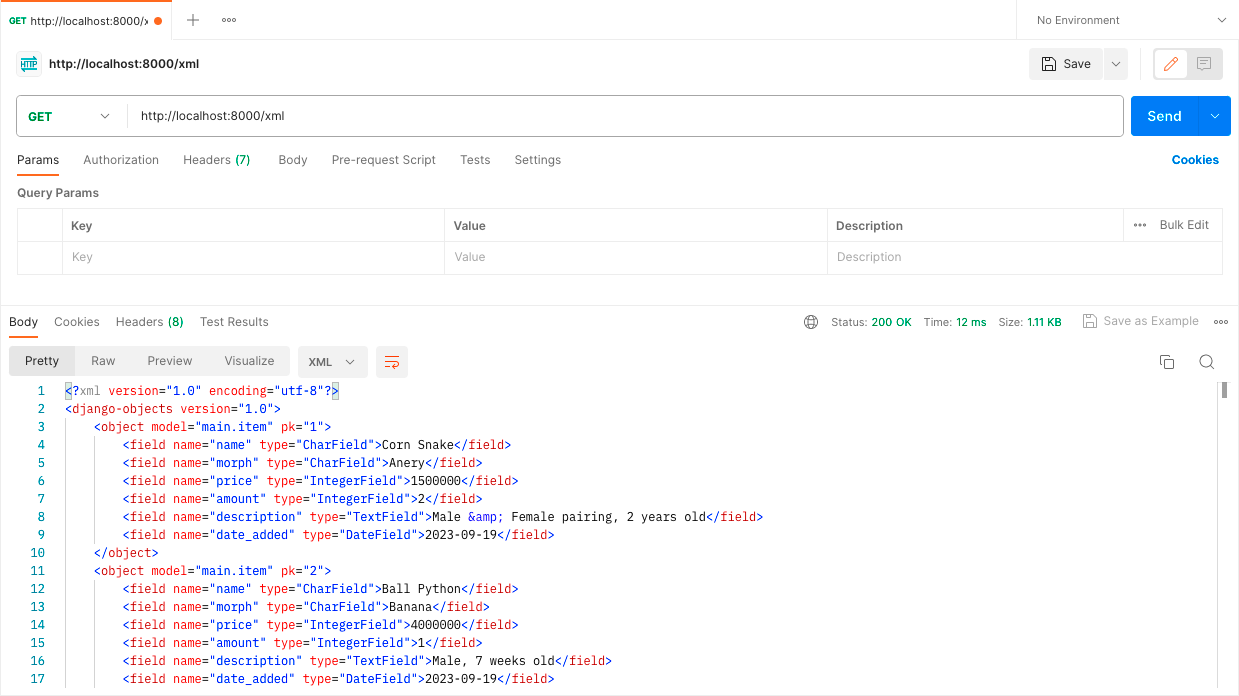 GET http://localhost:8000/x
No Environment
HTTP http://localhost:8000/xml
Save
GET http://localhost:8000/xml
Send
Params Authorization Headers (7) Body Pre-request Script Tests Settings Cookies
Query Params
Key Value Description Bulk Edit
Key Value Description
Body Cookies Headers (8) Test Results Status: 200 OK Time: 12 ms Size: 1.11 KB Save as Example
Pretty Raw Preview Visualize XML
1 <?xml version="1.0" encoding="utf-8"?>
2 <django-objects version="1.0">
3 <object model="main.item" pk="1">
4 <field name="name" type="CharField">Corn Snake</field>
5 <field name="morph" type="CharField">Anery</field>
6 <field name="price" type="IntegerField">1500000</field>
7 <field name="amount" type="IntegerField">2</field>
8 <field name="description" type="TextField">Male &amp; Female pairing, 2 years old</field>
9 <field name="date_added" type="DateField">2023-09-19</field>
10 </object>
11 <object model="main.item" pk="2">
12 <field name="name" type="CharField">Ball Python</field>
13 <field name="morph" type="CharField">Banana</field>
14 <field name="price" type="IntegerField">4000000</field>
15 <field name="amount" type="IntegerField">1</field>
16 <field name="description" type="TextField">Male, 7 weeks old</field>
17 <field name="date_added" type="DateField">2023-09-19</field>